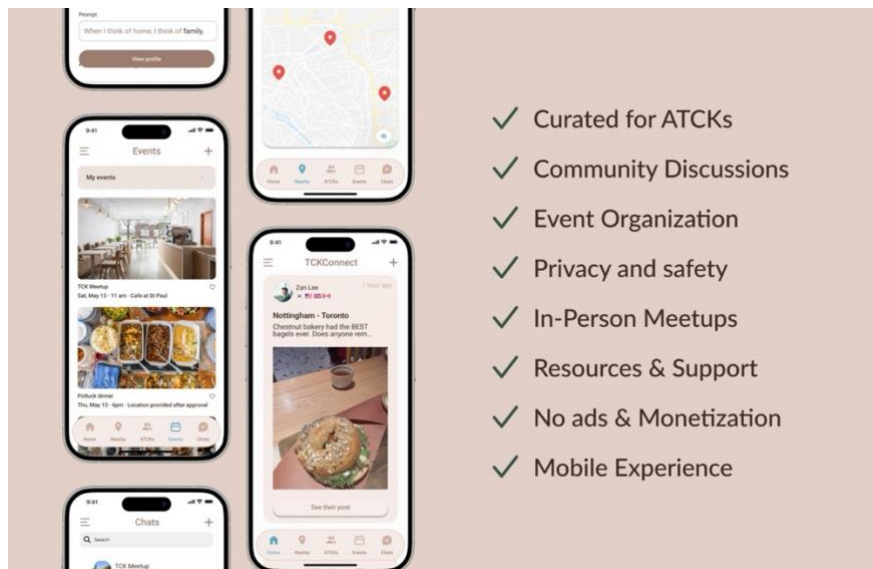 Prompt
When I think of home, I think of family,
View profile
9:41
Events
My events
TCK Meetup
Sat, May 13 · 11 am · Cafe at St Paul
Potluck dinner
Thu, May 13 · 6pm · Location provided after approval
Home Nearby ATCKs Events Chats
9:41
Chats
Search
TCK Meetup
Home Nearby ATCKs Events Chats
9:41
TCKConnect
Zan Lee
1 hour ago
Nottingham - Toronto
Chestnut bakery had the BEST
bagels ever. Does anyone rem...
See their post
Home Nearby ATCKs Events Chats
Curated for ATCKs
Community Discussions
Event Organization
Privacy and safety
In-Person Meetups
Resources & Support
No ads & Monetization
Mobile Experience